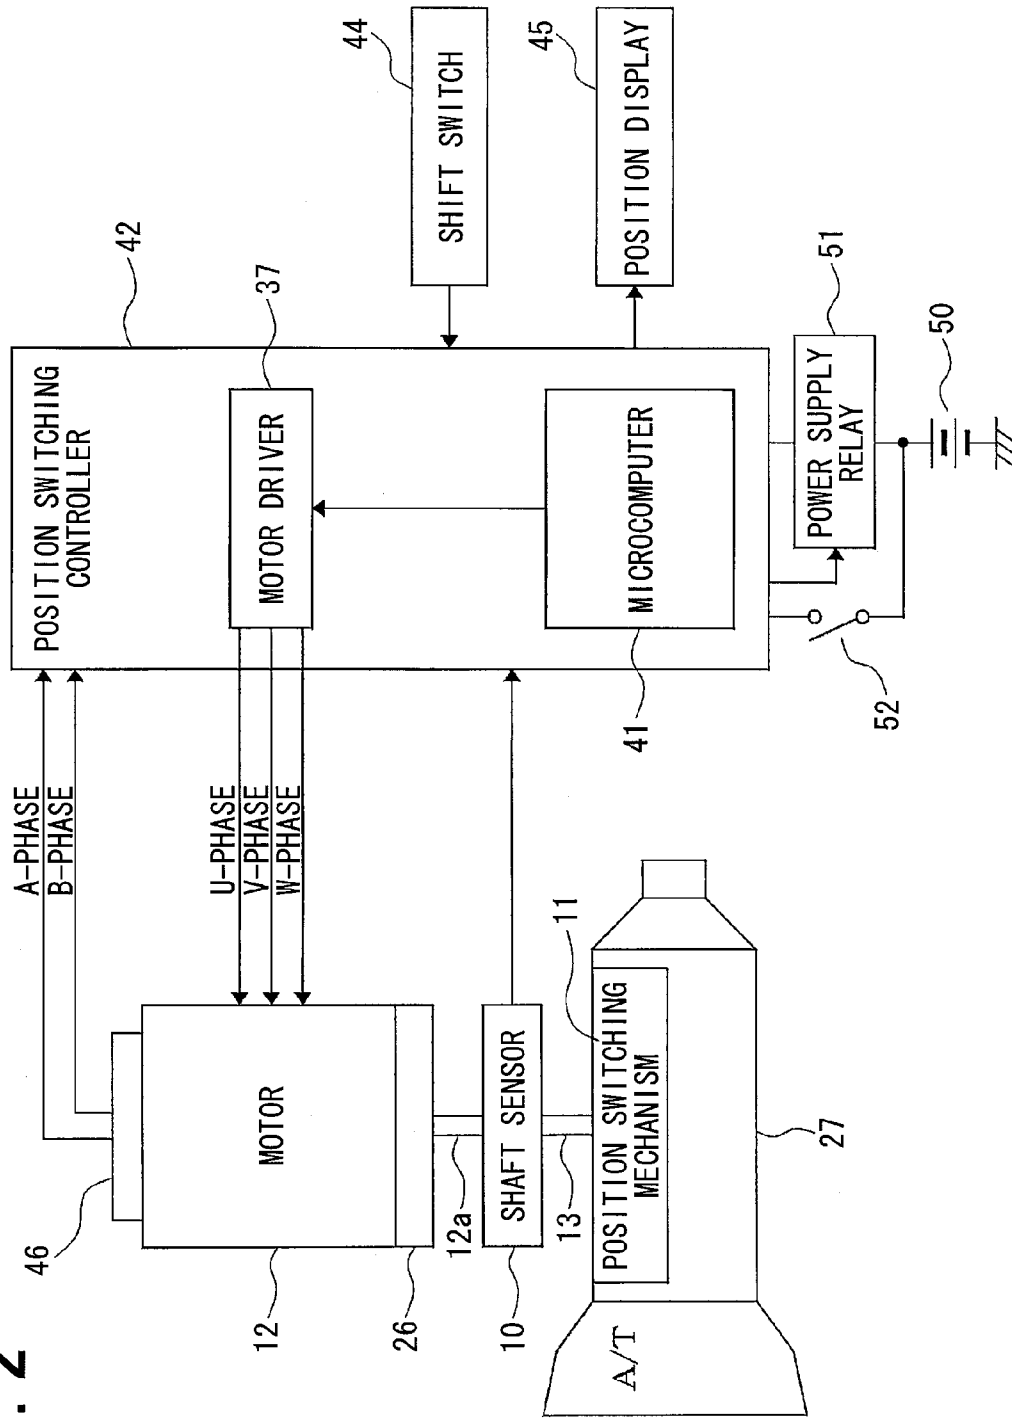 . 2
A-PHASE
B-PHASE
U-PHASE
V-PHASE
W-PHASE
46
MOTOR
12
26
12a
SHAFT SENSOR
10
13
11
POSITION SWITCHING
MECHANISM
A/T
27
POSITION SWITCHING
CONTROLLER
42
MOTOR DRIVER
37
MICROCOMPUTER
41
SHIFT SWITCH
44
POSITION DISPLAY
45
POWER SUPPLY
RELAY
51
50
52